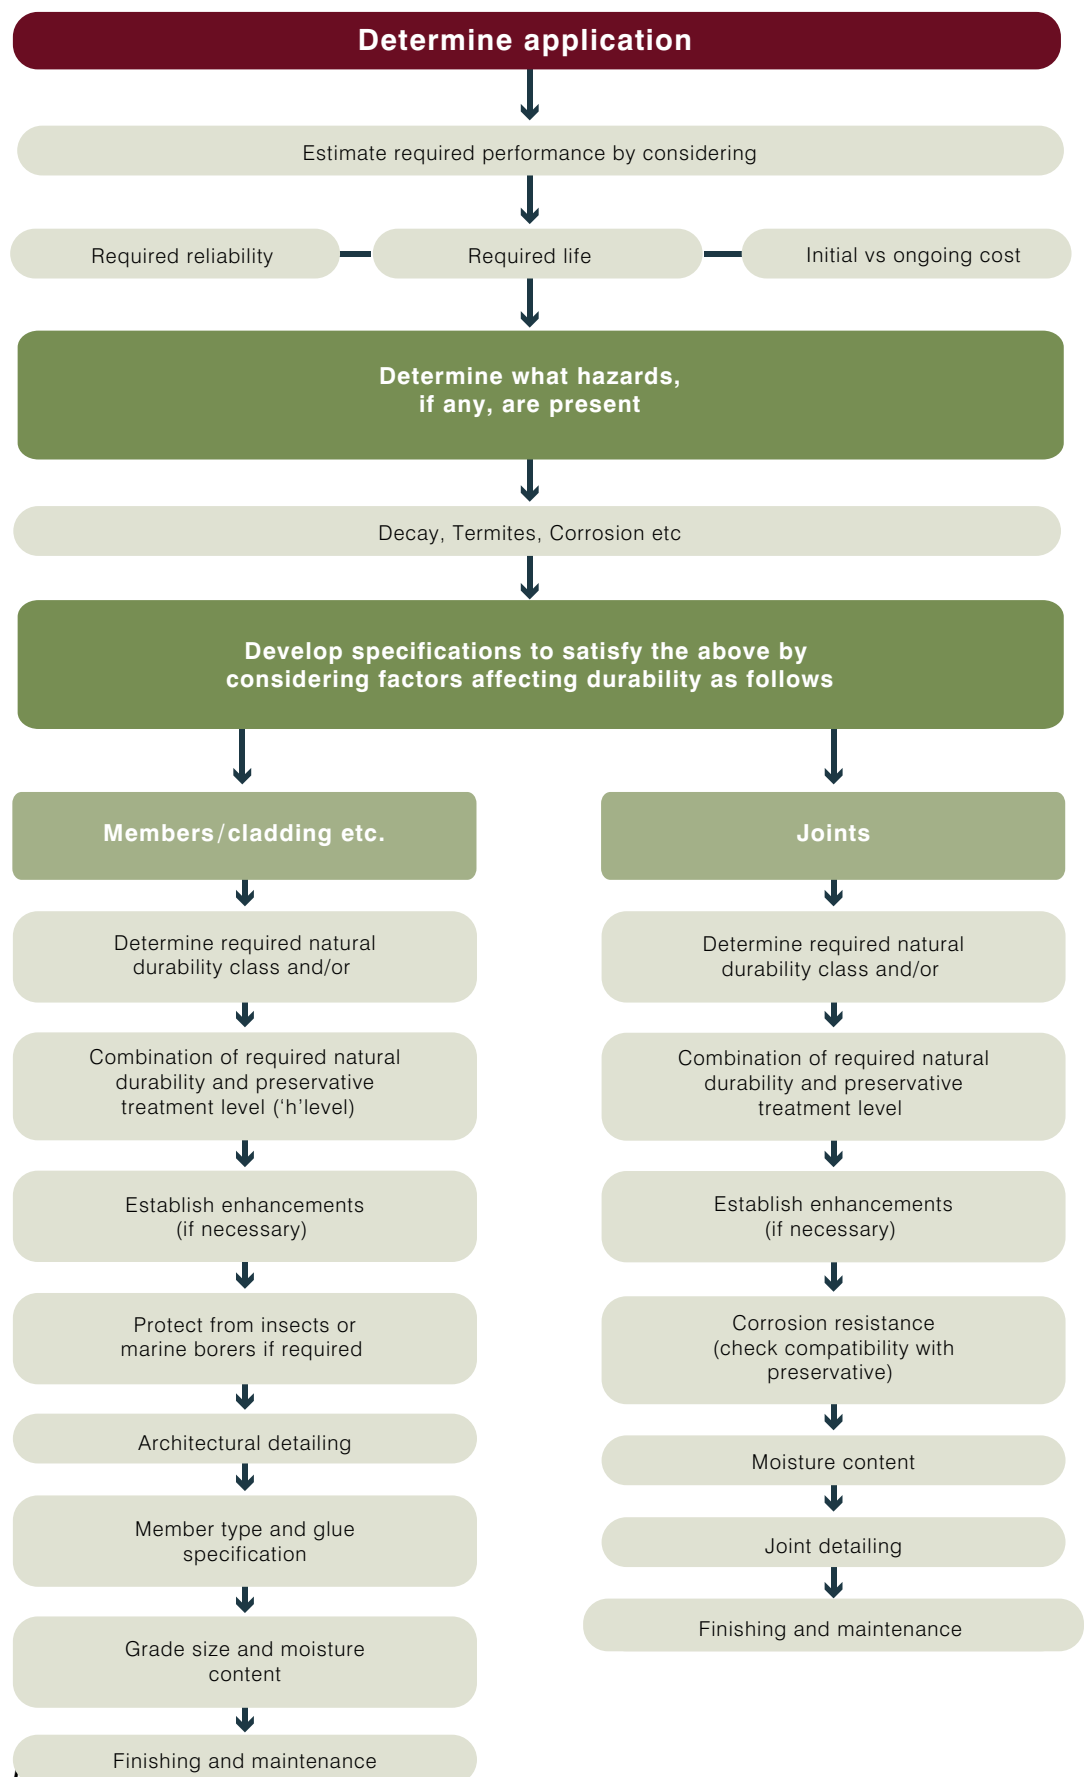 Determine application
Estimate required performance by considering
Required reliability
Required life
Initial vs ongoing cost
Determine what hazards,
if any, are present
Decay, Termites, Corrosion etc
Develop specifications to satisfy the above by
considering factors affecting durability as follows
Members/cladding etc.
Determine required natural
durability class and/or
Combination of required natural
durability and preservative
treatment level (‘h’level)
Establish enhancements
(if necessary)
Protect from insects or
marine borers if required
Architectural detailing
Member type and glue
specification
Grade size and moisture
content
Finishing and maintenance
Joints
Determine required natural
durability class and/or
Combination of required natural
durability and preservative
treatment level
Establish enhancements
(if necessary)
Corrosion resistance
(check compatibility with
preservative)
Moisture content
Joint detailing
Finishing and maintenance